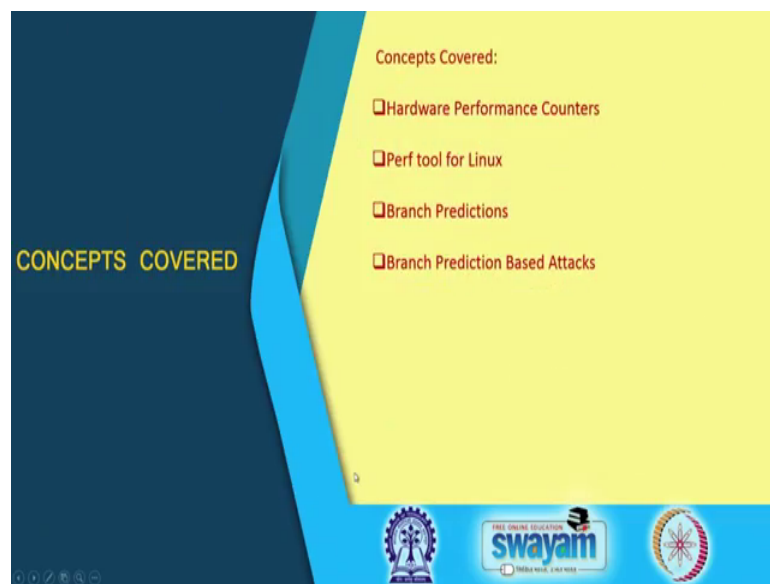 CONCEPTS COVERED
Concepts Covered:
Hardware Performance Counters
Perf tool for Linux
Branch Predictions
Branch Prediction Based Attacks
FREE ONLINE EDUCATION
swayam